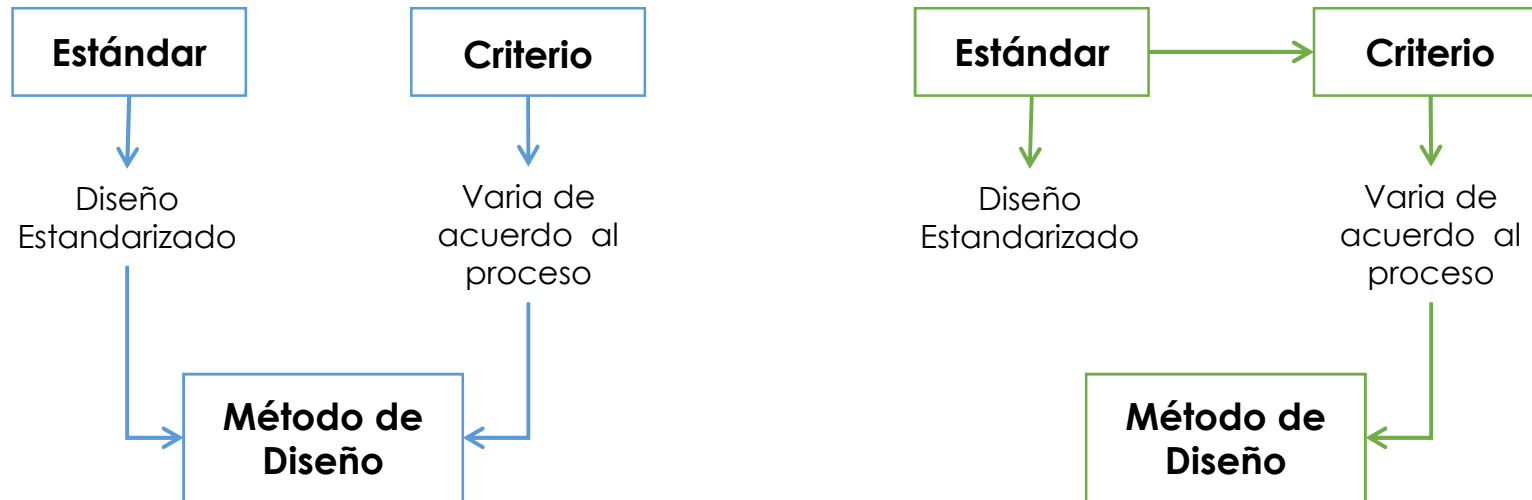 Estándar
Criterio
Diseño
Estandarizado
Varia de
acuerdo al
proceso
Método de
Diseño
Estándar
Criterio
Diseño
Estandarizado
Varia de
acuerdo al
proceso
Método de
Diseño